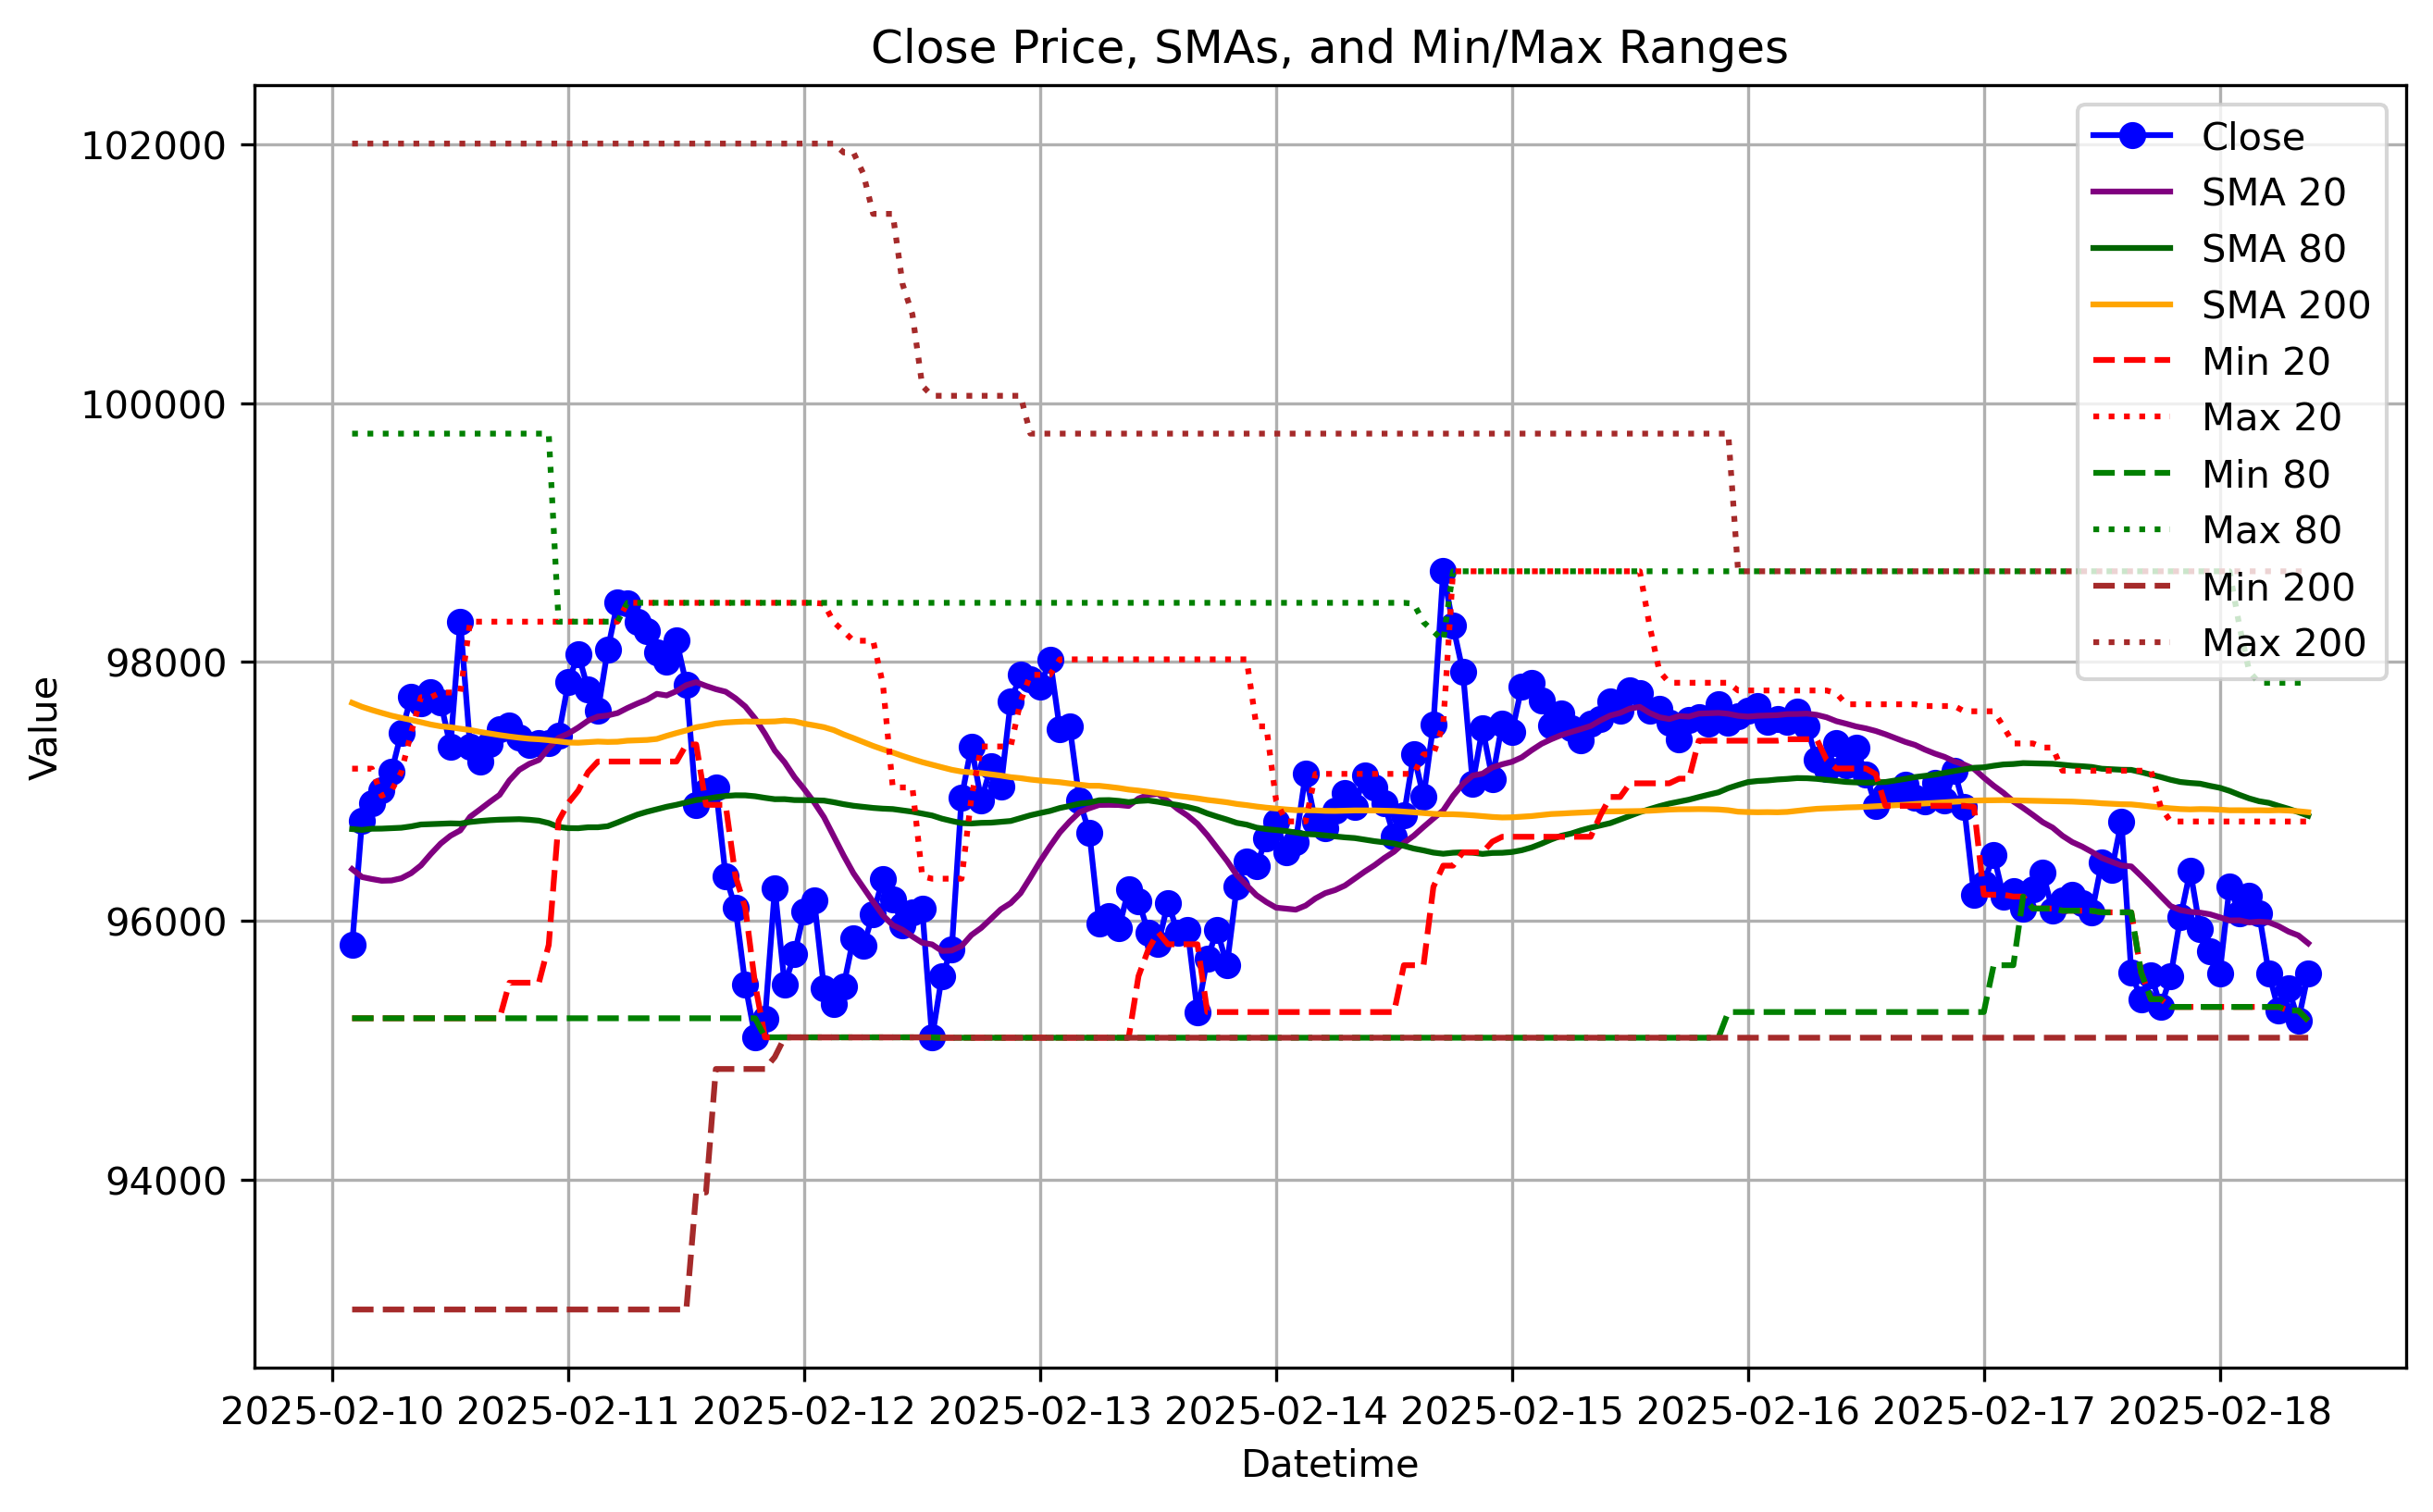 Close Price, SMAs, and Min/Max Ranges
102000
100000
98000
96000
94000
Value
Close
SMA 20
SMA 80
SMA 200
Min 20
Max 20
Min 80
Max 80
Min 200
Max 200
2025-02-10 2025-02-11 2025-02-12 2025-02-13 2025-02-14 2025-02-15 2025-02-16 2025-02-17 2025-02-18
Datetime